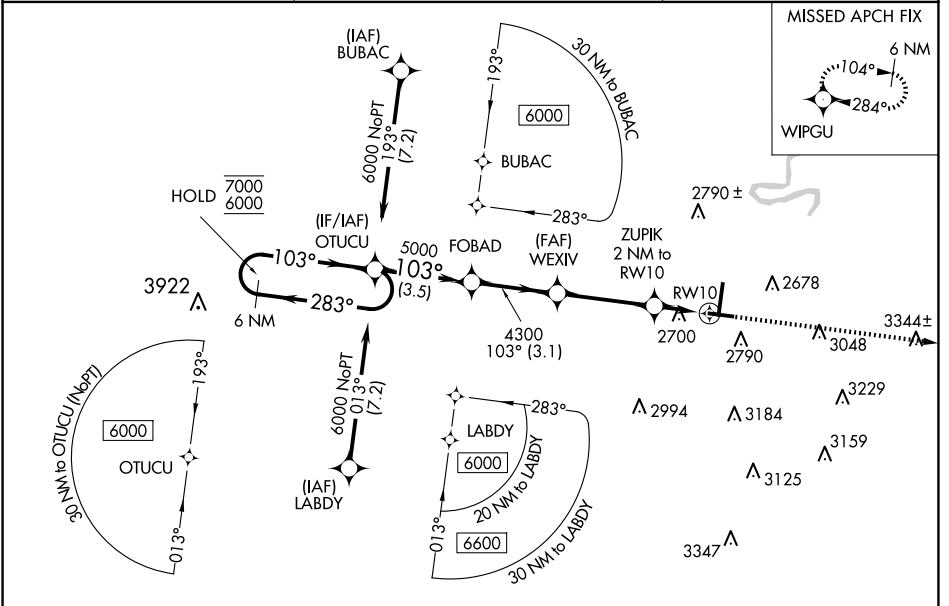 MISSED APCH FIX
6 NM
104°
284°
WIPGU
(IAF)
BUBAC
6000 NoPT
193°
(7.2)
193°
30 NM to BUBAC
6000
BUBAC
283°
HOLD
7000
6000
(IF/IAF)
OTUCU
103°
283°
6 NM
3922
5000
103°
(3.5)
FOBAD
4300
103° (3.1)
(FAF)
WEXIV
ZUPIK
2 NM to
RW10
RW10
2790 ±
2678
2700
2790
3048
3344±
2994
3184
3229
3159
3125
3347
6000 NoPT
013°
(7.2)
(IAF)
LABDY
30 NM to OTUCU (NoPT)
193°
6000
OTUCU
013°
283°
LABDY
6000
20 NM to LABDY
013°
6600
30 NM to LABDY